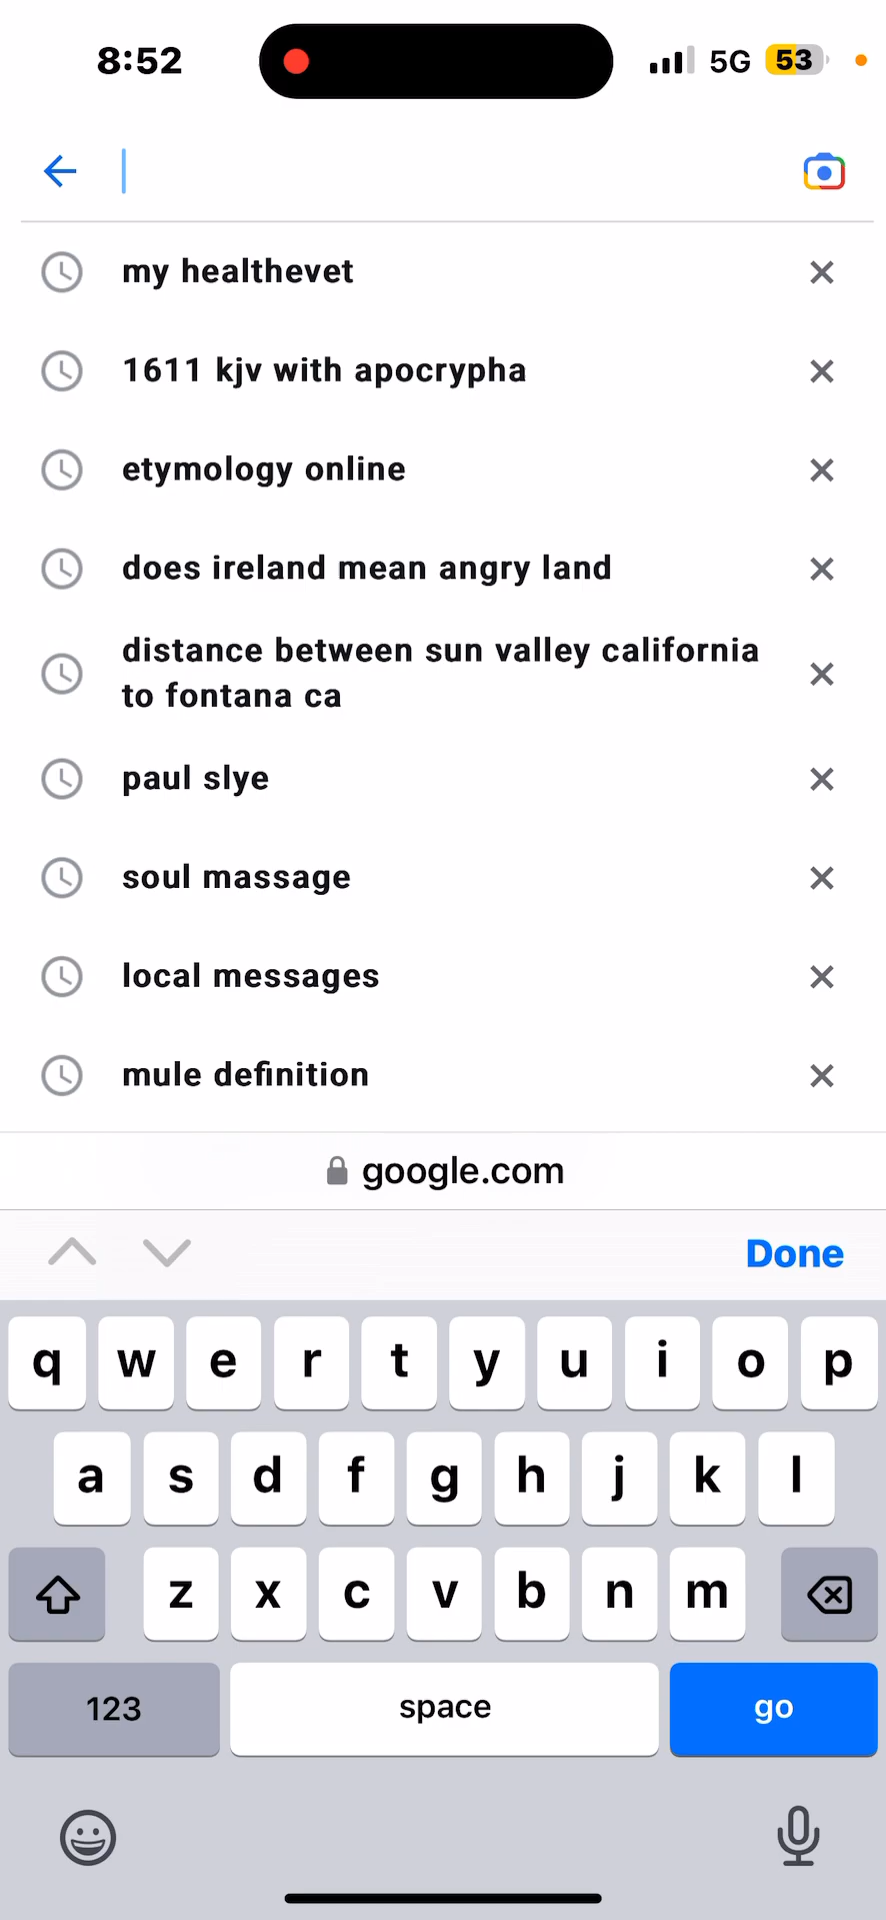 8:52
5G
53
my healthevet
1611 kjv with apocrypha
etymology online
does ireland mean angry land
distance between sun valley california
to fontana ca
paul slye
soul massage
local messages
mule definition
google.com
Done
q w e r t y u i o p
a s d f g h j k l
z x c v b n m
123 space go